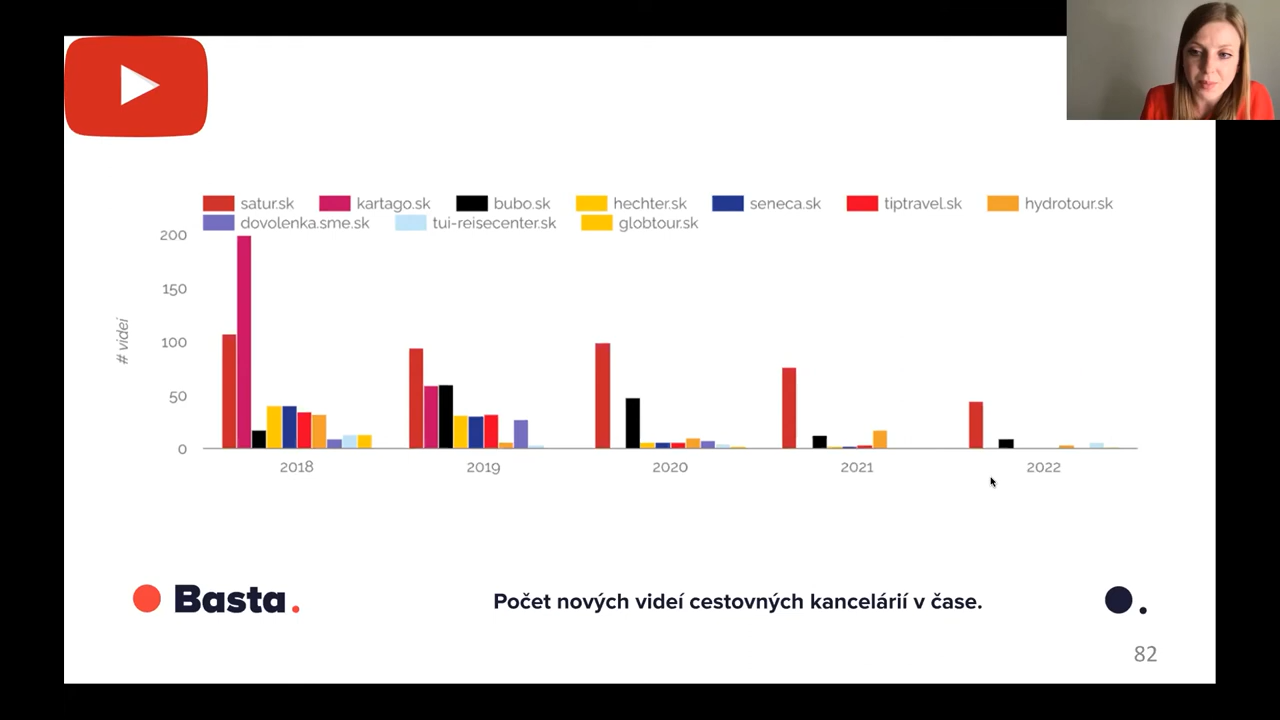 satur.sk kartago.sk bubo.sk hechter.sk seneca.sk tiptravel.sk hydrotour.sk
dovolenka.sme.sk tui-reisecenter.sk globtour.sk
200
150
100
50
0
# videí
2018 2019 2020 2021 2022
Basta.
Počet nových videí cestovných kancelárií v čase.
82